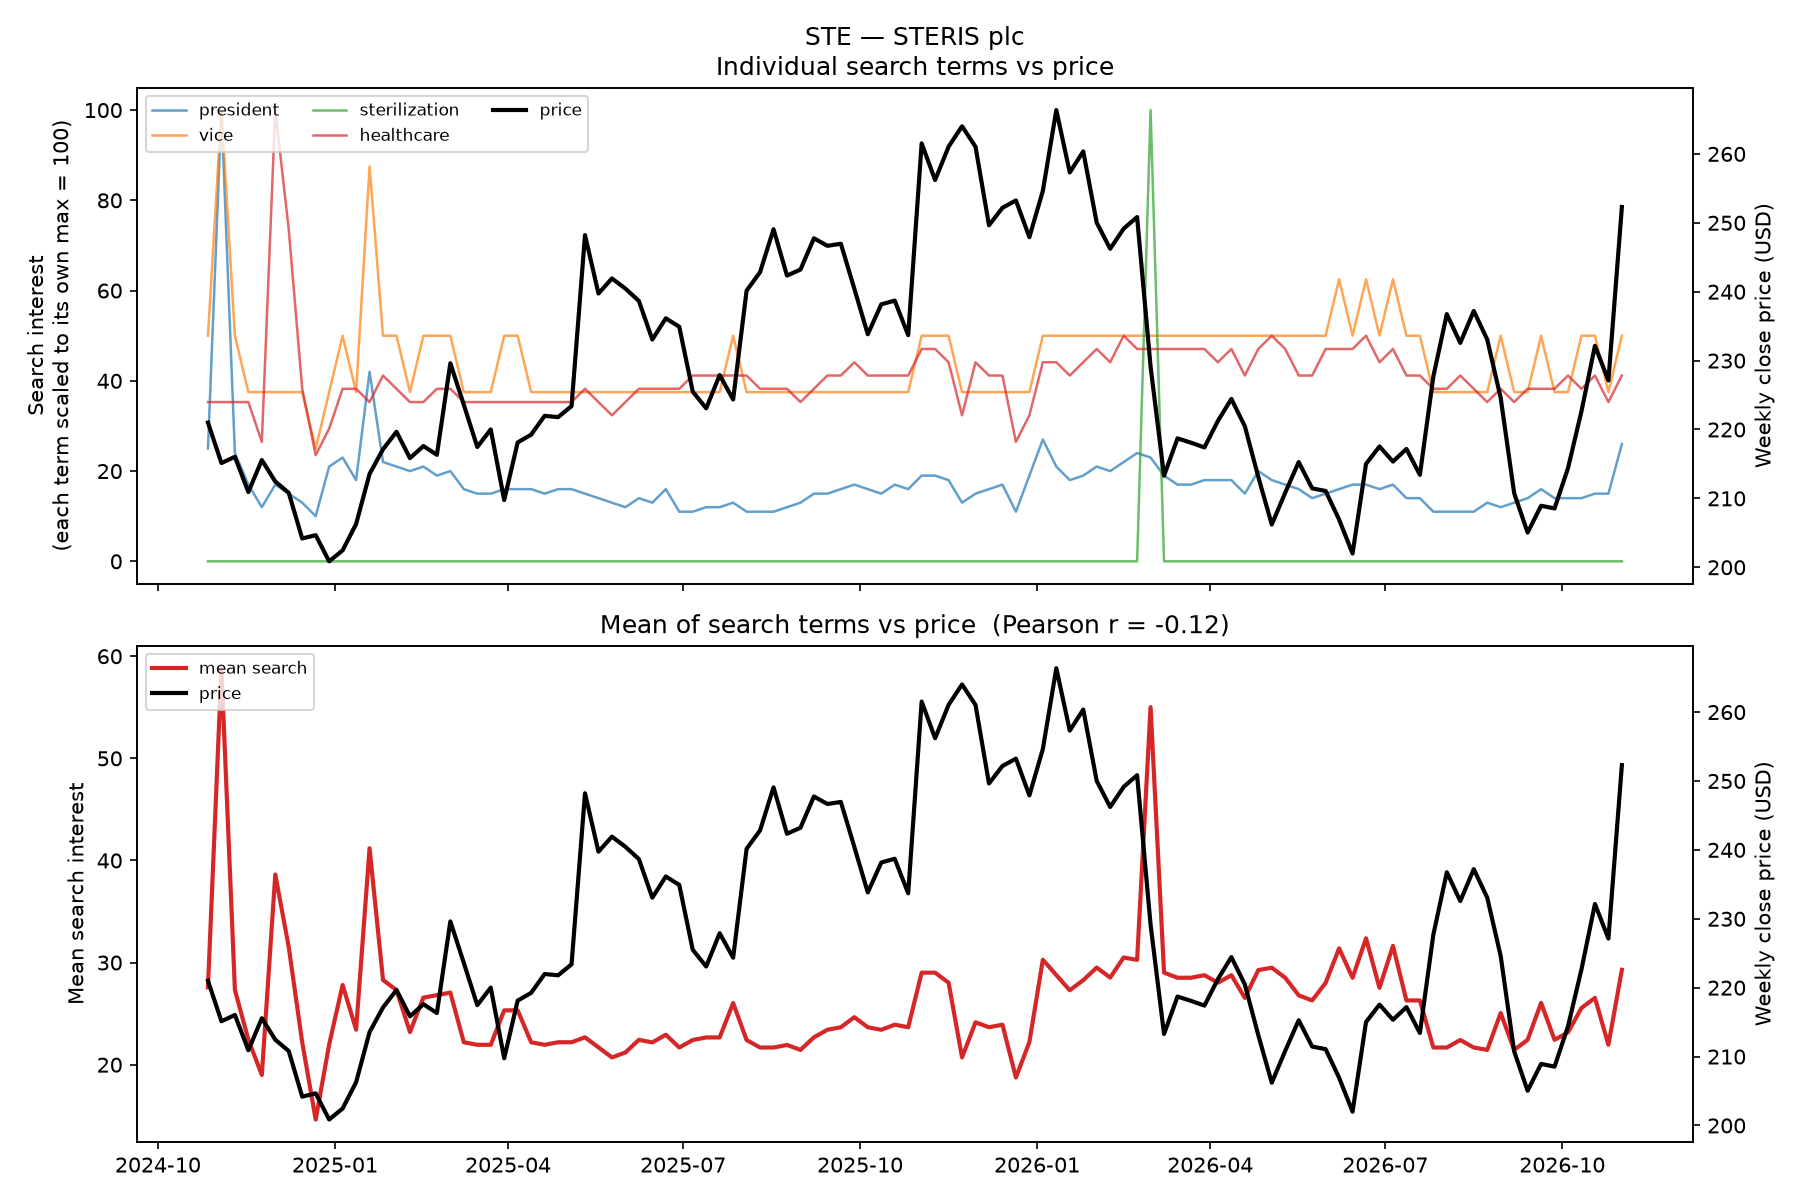 STE — STERIS plc
Individual search terms vs price
president
vice
sterilization
healthcare
price
Search interest
(each term scaled to its own max = 100)
100
80
60
40
20
0
Weekly close price (USD)
260
250
240
230
220
210
200
Mean of search terms vs price (Pearson r = -0.12)
mean search
price
Mean search interest
60
50
40
30
20
Weekly close price (USD)
260
250
240
230
220
210
200
2024-10
2025-01
2025-04
2025-07
2025-10
2026-01
2026-04
2026-07
2026-10